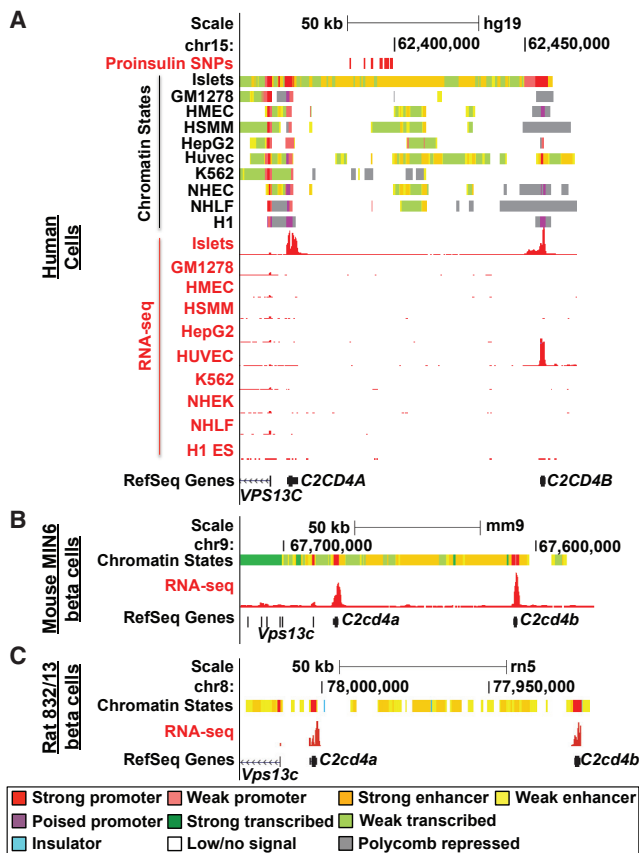 A
Scale 50 kb hg19
chr15: 62,400,000 62,450,000
Proinsulin SNPs
Human Cells
Chromatin States
Islets
GM1278
HMEC
HSMM
HepG2
Huvec
K562
NHEC
NHLF
H1
RNA-seq
Islets
GM1278
HMEC
HSMM
HepG2
HUVEC
K562
NHEK
NHLF
H1 ES
RefSeq Genes C2CD4A C2CD4B
VPS13C
B
Mouse MIN6 beta cells
Scale 50 kb mm9
chr9: 67,700,000 67,600,000
Chromatin States
RNA-seq
RefSeq Genes C2cd4a C2cd4b
Vps13c
C
Rat 832/13 beta cells
Scale 50 kb rn5
chr8: 78,000,000 77,950,000
Chromatin States
RNA-seq
RefSeq Genes C2cd4a C2cd4b
Vps13c
Strong promoter Weak promoter Strong enhancer Weak enhancer
Poised promoter Strong transcribed Weak transcribed
Insulator Low/no signal Polycomb repressed